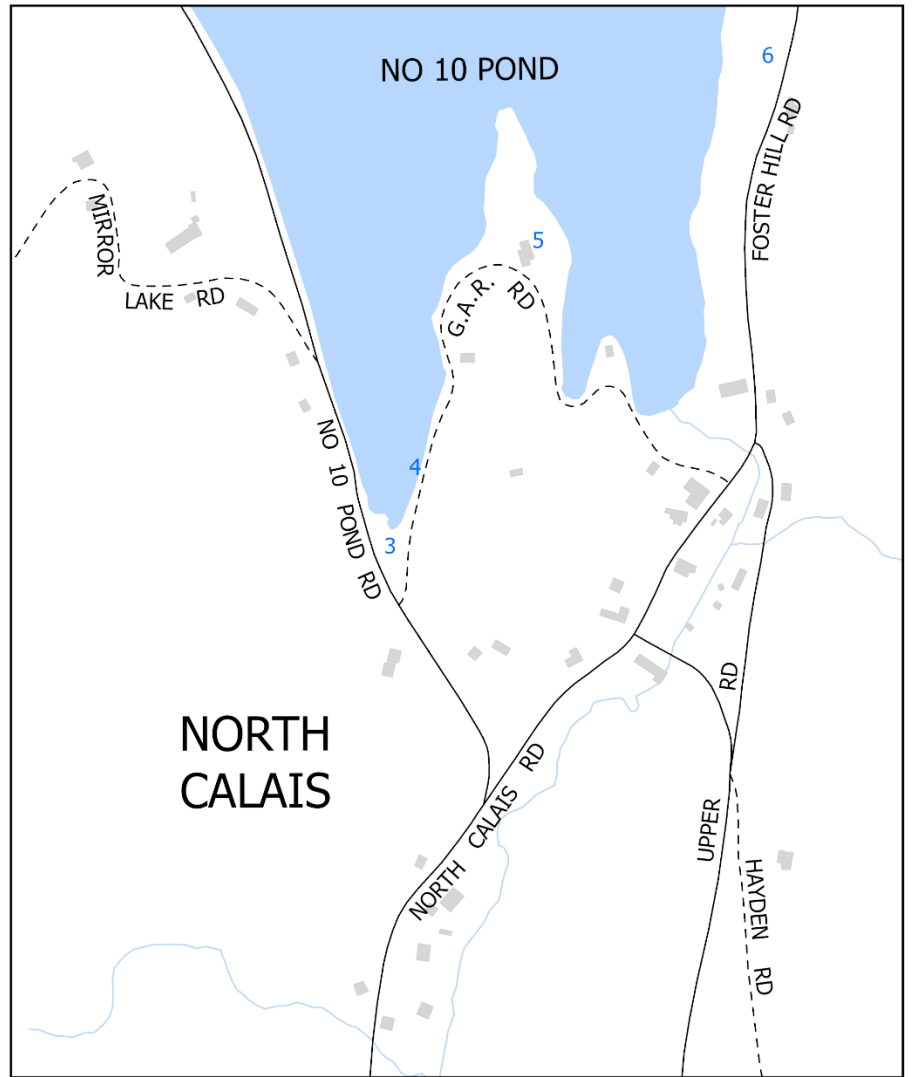 NO 10 POND
6
FOSTER HILL RD
MIRROR
LAKE RD
5
G.A.R. RD
NO 10 POND RD
4
3
NORTH
CALAIS
NORTH CALAIS RD
UPPER RD
HAYDEN RD